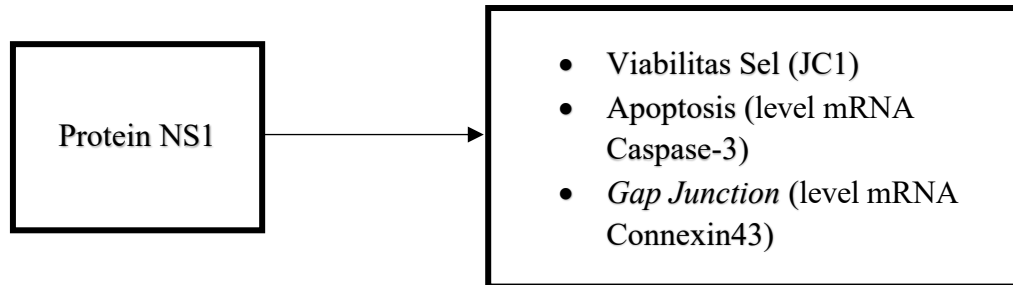 Protein NS1
• Viabilitas Sel (JC1)
• Apoptosis (level mRNA
Caspase-3)
• Gap Junction (level mRNA
Connexin43)